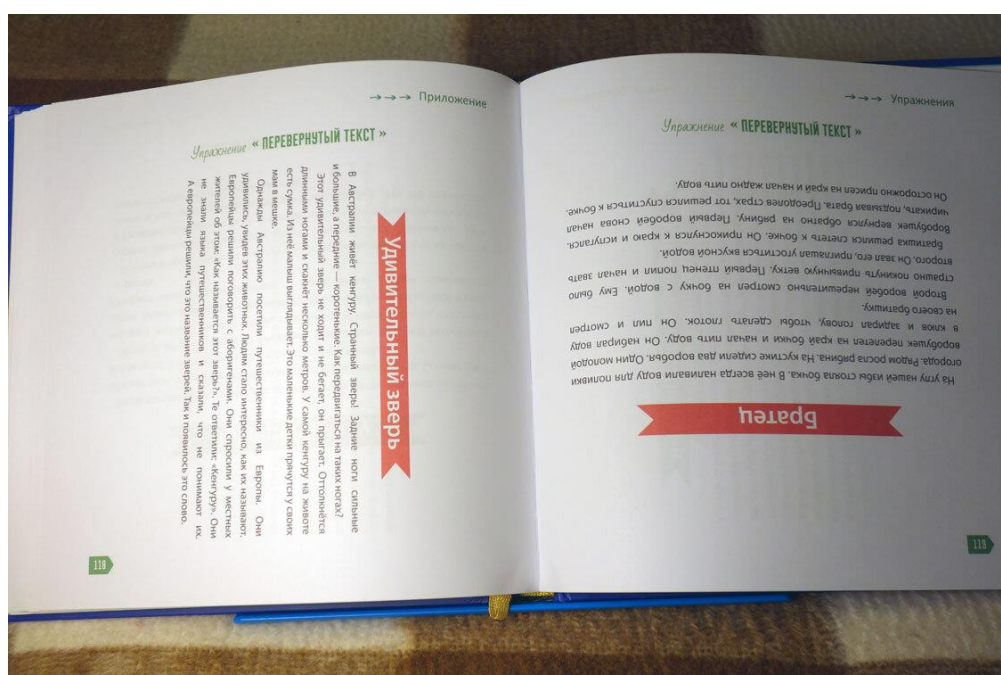 →→→ Приложение
Упражнение « ПЕРЕВЕРНУТЫЙ ТЕКСТ »
Удивительный зверь
В Австралии живёт кенгуру. Странный зверь! Задние ноги сильные
и большие, а передние — коротенькие. Как передвигаться на таких ногах?
Этот удивительный зверь не ходит и не бегает, он прыгает. Оттолкнётся
длинными ногами и скакнёт несколько метров. У самой кенгуру на животе
есть сумка. Из неё малыш выглядывает. Это маленькие детки прячутся у своих
мам в мешке.
Однажды Австралию посетили путешественники из Европы. Они
удивились, увидев этих животных. Людям стало интересно, как их называют.
Европейцы решили поговорить с аборигенами. Они спросили у местных
жителей об этом: «Как называется этот зверь?». Те ответили: «Кенгуру». Они
не знали языка путешественников и сказали, что не понимают их.
А европейцы решили, что это название зверей. Так и появилось это слово.
118
→→→ Упражнения
Упражнение « ПЕРЕВЕРНУТЫЙ ТЕКСТ »
Братец
На углу нашей избы стояла бочка. В неё всегда наливали воду для поливки
огорода. Рядом росла рябина. На кустике сидели два воробья. Один молодой
воробушек перелетел на край бочки и начал пить воду. Он набирал воду
в клюв и задирал голову, чтобы сделать глоток. Он пил и смотрел
на своего братишку.
Второй воробей нерешительно смотрел на бочку с водой. Ему было
страшно покинуть привычную ветку. Первый птенец попил и начал звать
второго. Он звал его, приглашал угоститься вкусной водой.
Братишка решился слететь к бочке. Он прикоснулся к краю и испугался.
Воробушек вернулся обратно на рябину. Первый воробей снова начал
чирикать, подзывая брата. Преодолев страх, тот решился спуститься к бочке.
Он осторожно присел на край и начал жадно пить воду.
119